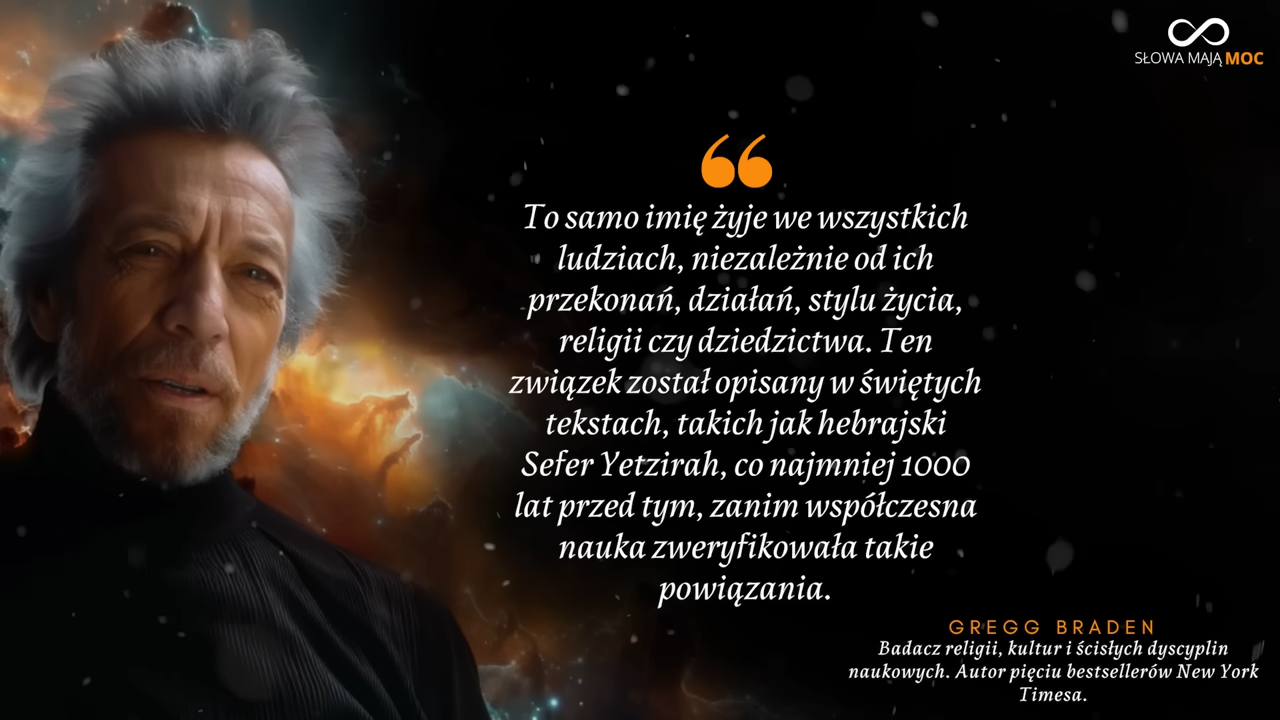 SŁOWA MAJĄ MOC
To samo imię żyje we wszystkich
ludziach, niezależnie od ich
przekonań, działań, stylu życia,
religii czy dziedzictwa. Ten
związek został opisany w świętych
tekstach, takich jak hebrajski
Sefer Yetzirah, co najmniej 1000
lat przed tym, zanim współczesna
nauka zweryfikowała takie
powiązania.
GREGG BRADEN
Badacz religii, kultur i ścisłych dyscyplin
naukowych. Autor pięciu bestsellerów New York
Timesa.